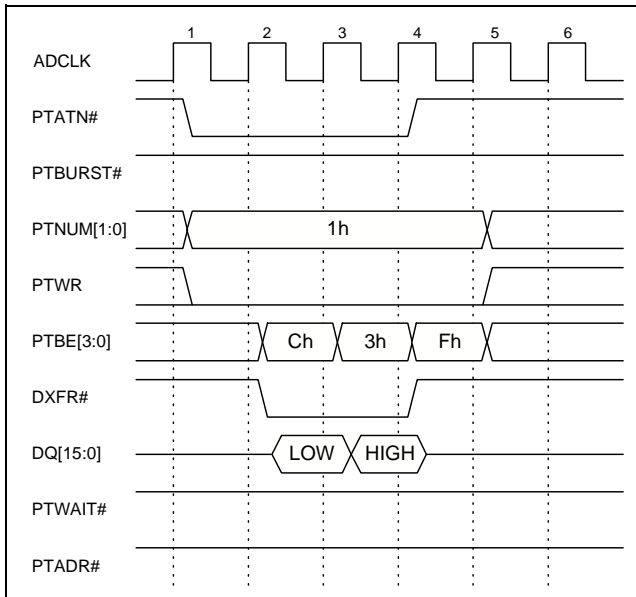 1 2 3 4 5 6
ADCLK
PTATN#
PTBURST#
PTNUM[1:0] 1h
PTWR
PTBE[3:0] Ch 3h Fh
DXFR#
DQ[15:0] LOW HIGH
PTWAIT#
PTADR#